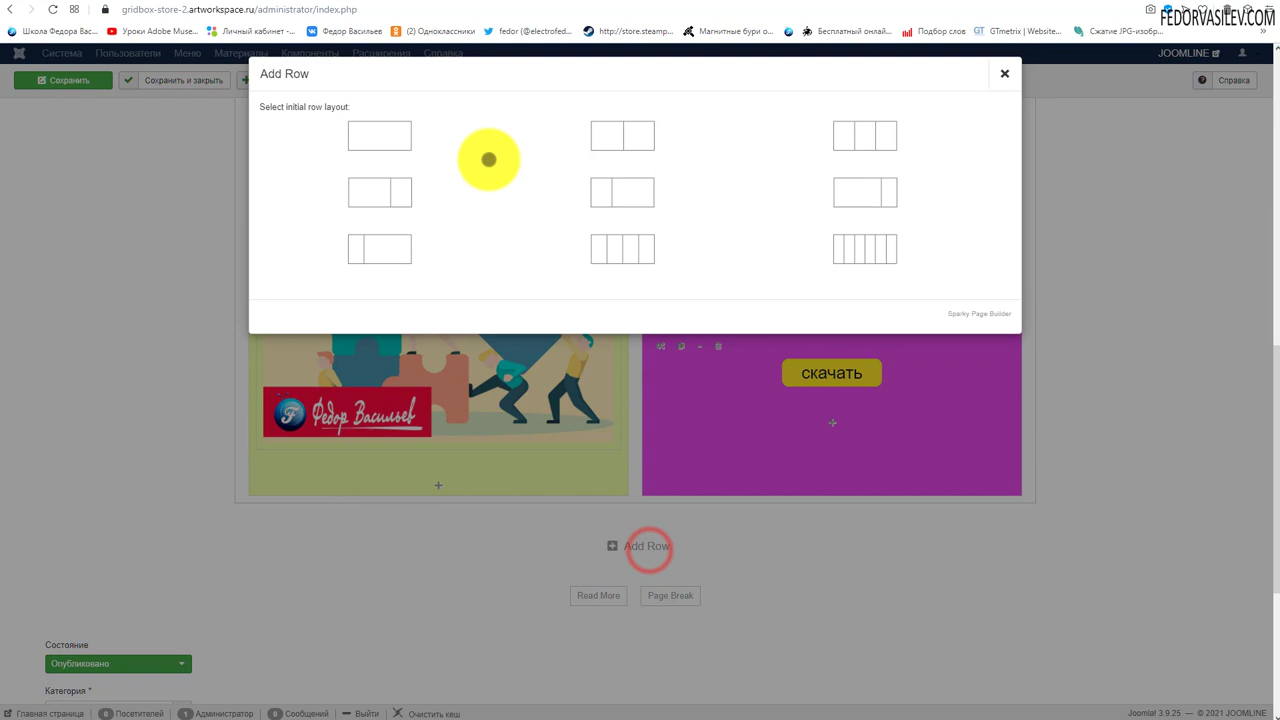 gridbox-store-2.artworkspace.ru/administrator/index.php
FEDORVASILEV.COM
Школа Федора Вас...
Уроки Adobe Muse...
Личный кабинет -...
Федор Васильев
(2) Одноклассники
fedor (@electrofed...
http://store.steamp...
Магнитные бури о...
Бесплатный онлай...
Подбор слов
GTmetrix | Website...
Сжатие JPG-изобр...
Система Пользователи Меню Материалы Компоненты Расширения Справка
JOOMLINE
Сохранить
Сохранить и закрыть
Справка
Add Row
Select initial row layout:
Sparky Page Builder
скачать
Федор Васильев
Add Row
Read More
Page Break
Состояние
Опубликовано
Категория *
Главная страница
0 Посетителей
1 Администратор
0 Сообщений
Выйти
Очистить кеш
Joomla! 3.9.25 — © 2021 JOOMLINE